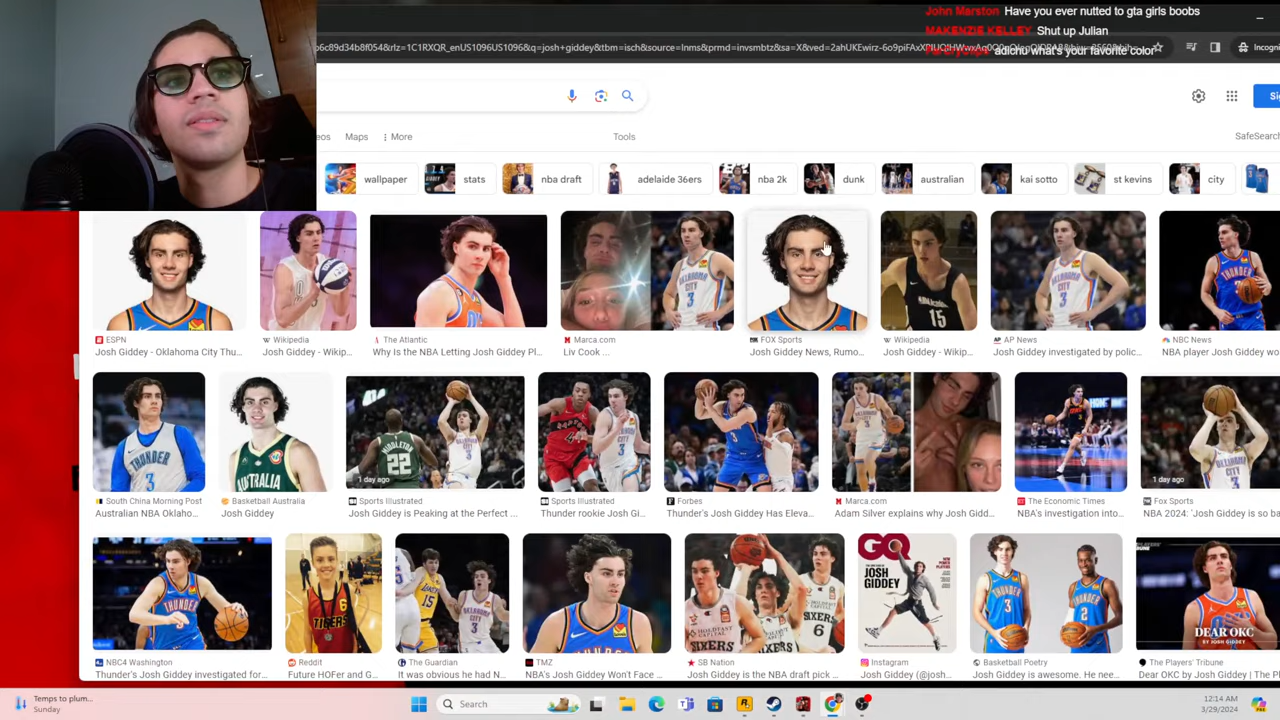 John Marston Have you ever nutted to gta girls boobs
MAKENZIE KELLEY Shut up Julian
adionu what's your favorite color
Incogni
Maps
More
Tools
SafeSearch
wallpaper
stats
nba draft
adelaide 36ers
nba 2k
dunk
australian
kai sotto
st kevins
city
ESPN
Josh Giddey - Oklahoma City Thu...
Wikipedia
Josh Giddey - Wikip...
The Atlantic
Why Is the NBA Letting Josh Giddey Pl...
Marca.com
Liv Cook ...
FOX Sports
Josh Giddey News, Rumo...
Wikipedia
Josh Giddey - Wikip...
AP News
Josh Giddey investigated by polic...
NBC News
NBA player Josh Giddey wo
South China Morning Post
Australian NBA Oklaho...
Basketball Australia
Josh Giddey
1 day ago
Sports Illustrated
Josh Giddey is Peaking at the Perfect ...
Sports Illustrated
Thunder rookie Josh Gi...
Forbes
Thunder's Josh Giddey Has Eleva...
Marca.com
Adam Silver explains why Josh Gidd...
The Economic Times
NBA's investigation into...
1 day ago
Fox Sports
NBA 2024: 'Josh Giddey is so ba
NBC4 Washington
Thunder's Josh Giddey investigated for...
Reddit
Future HOFer and G...
The Guardian
It was obvious he had N...
TMZ
NBA's Josh Giddey Won't Face ...
SB Nation
Josh Giddey is the NBA draft pick ...
GQ
JOSH
GIDDEY
Instagram
Josh Giddey (@josh...
Basketball Poetry
Josh Giddey is awesome. He nee...
DEAR OKC
BY JOSH GIDDEY
The Players' Tribune
Dear OKC by Josh Giddey | The P
Temps to plum...
Sunday
Search
12:14 AM
3/29/2024